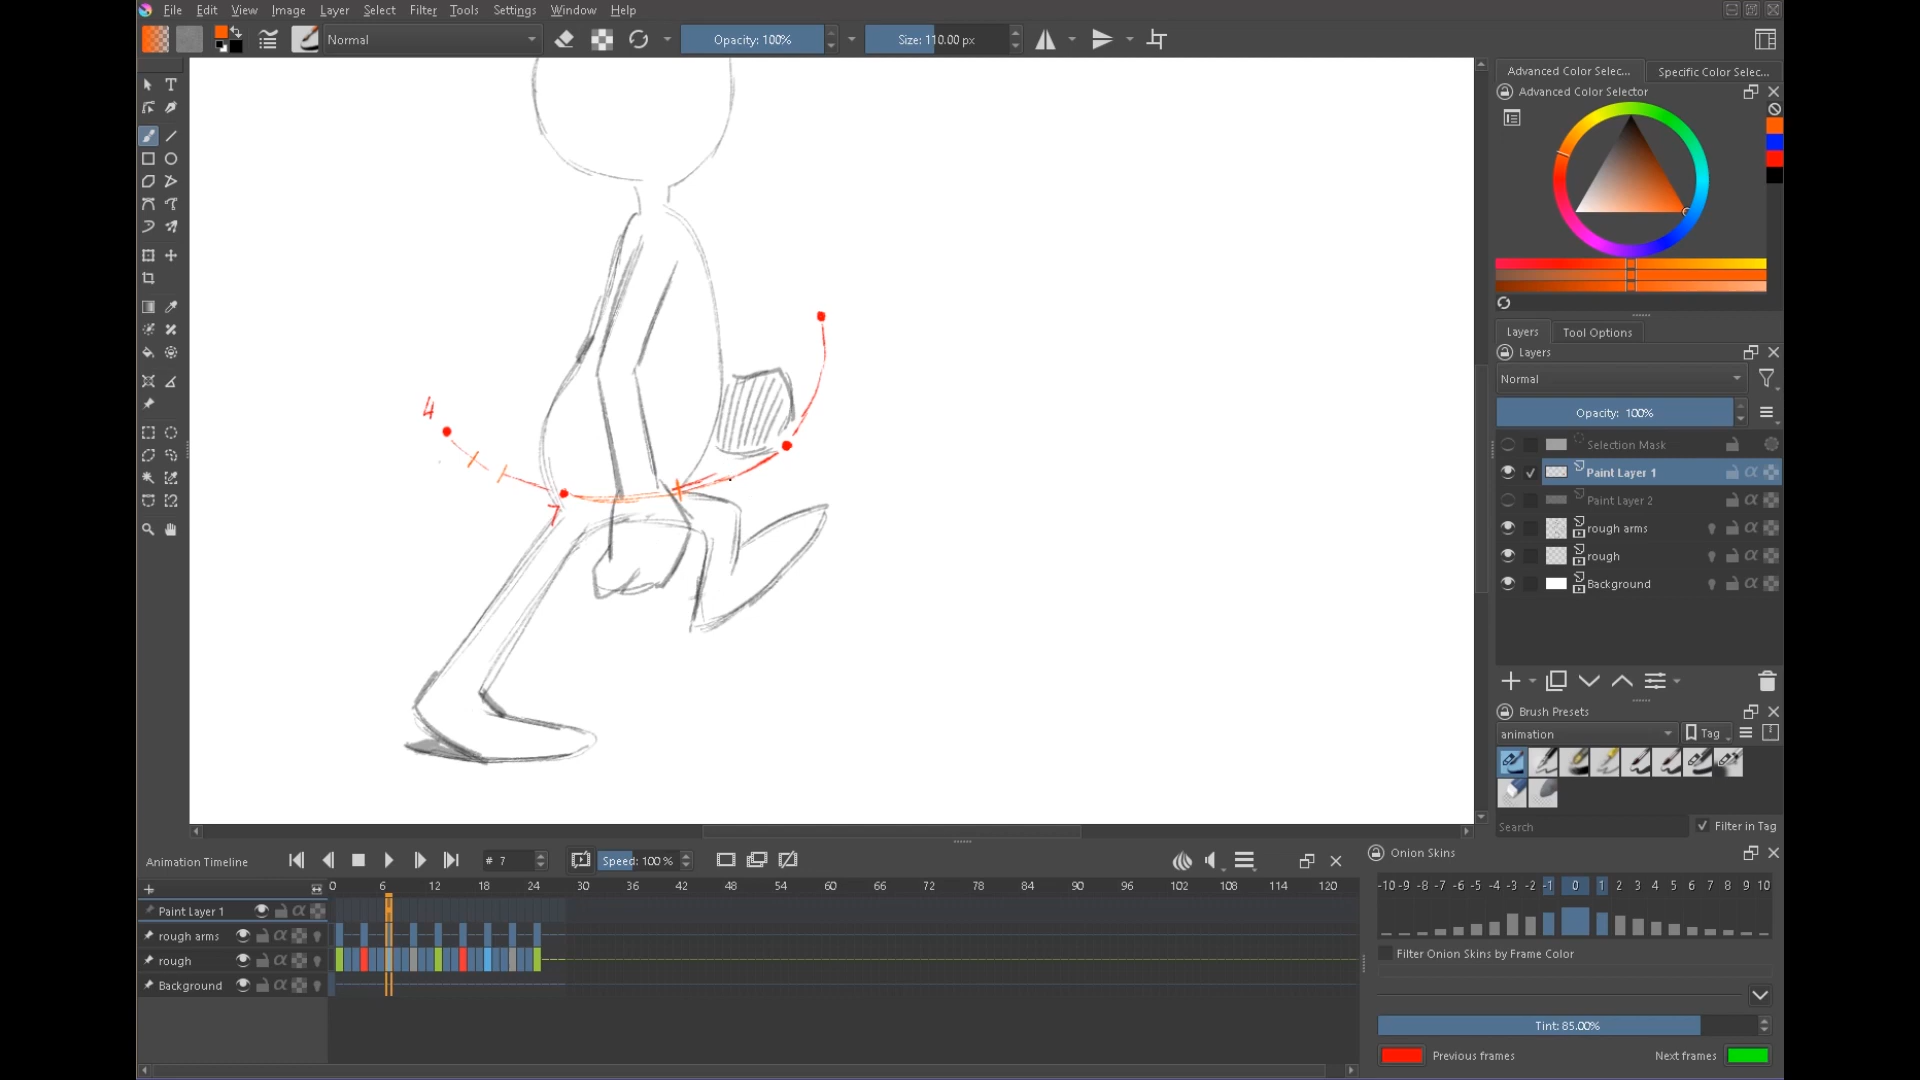 File Edit View Image Layer Select Filter Tools Settings Window Help
Normal
Opacity: 100%
Size: 110.00 px
Advanced Color Selec...
Specific Color Selec...
Advanced Color Selector
Layers
Tool Options
Layers
Normal
Opacity: 100%
Selection Mask
Paint Layer 1
Paint Layer 2
rough arms
rough
Background
Brush Presets
animation
Tag
Search
Filter in Tag
4
7
Animation Timeline
# 7
Speed: 100 %
0 6 12 18 24 30 36 42 48 54 60 66 72 78 84 90 96 102 108 114 120
Paint Layer 1
rough arms
rough
Background
Onion Skins
-10 -9 -8 -7 -6 -5 -4 -3 -2 -1 0 1 2 3 4 5 6 7 8 9 10
Filter Onion Skins by Frame Color
Tint: 85.00%
Previous frames
Next frames